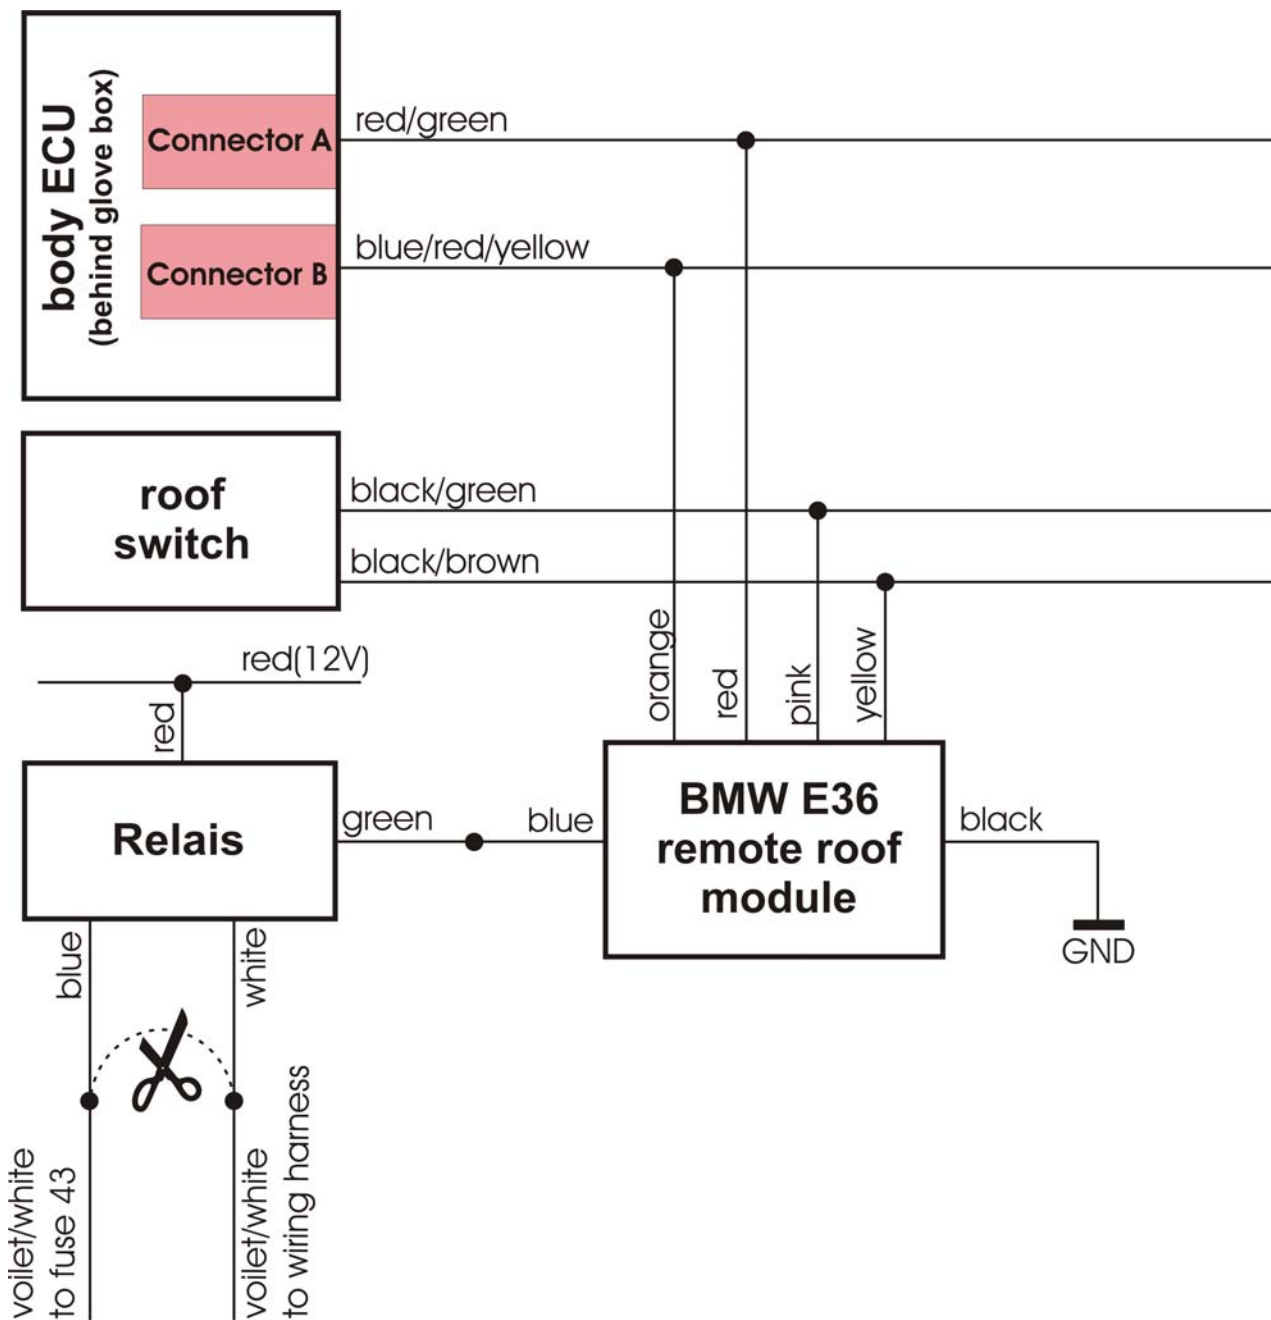 body ECU
(behind glove box)
Connector A
red/green
Connector B
blue/red/yellow
roof
switch
black/green
black/brown
red(12V)
red
orange
red
pink
yellow
Relais
green
blue
BMW E36
remote roof
module
black
GND
blue
white
voilet/white
to fuse 43
voilet/white
to wiring harness